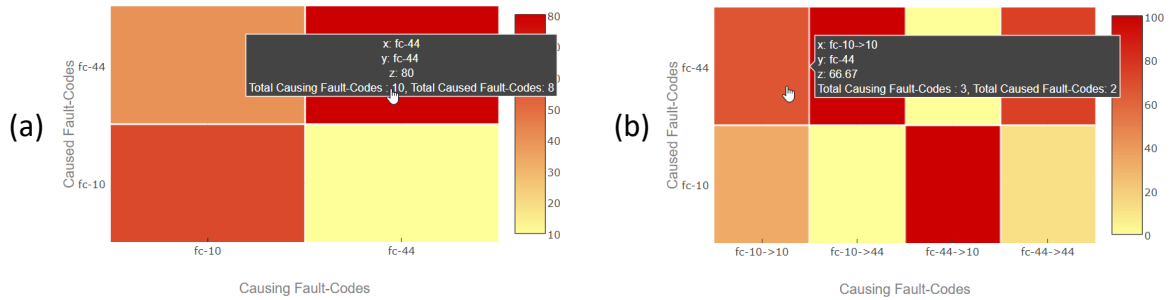 (a)
Caused Fault-Codes
fc-44
fc-10
x: fc-44
y: fc-44
z: 80
Total Causing Fault-Codes : 10, Total Caused Fault-Codes: 8
80
50
40
30
20
10
fc-10
fc-44
Causing Fault-Codes
(b)
Caused Fault-Codes
fc-44
fc-10
x: fc-10->10
y: fc-44
z: 66.67
Total Causing Fault-Codes : 3, Total Caused Fault-Codes: 2
100
80
60
40
20
0
fc-10->10
fc-10->44
fc-44->10
fc-44->44
Causing Fault-Codes